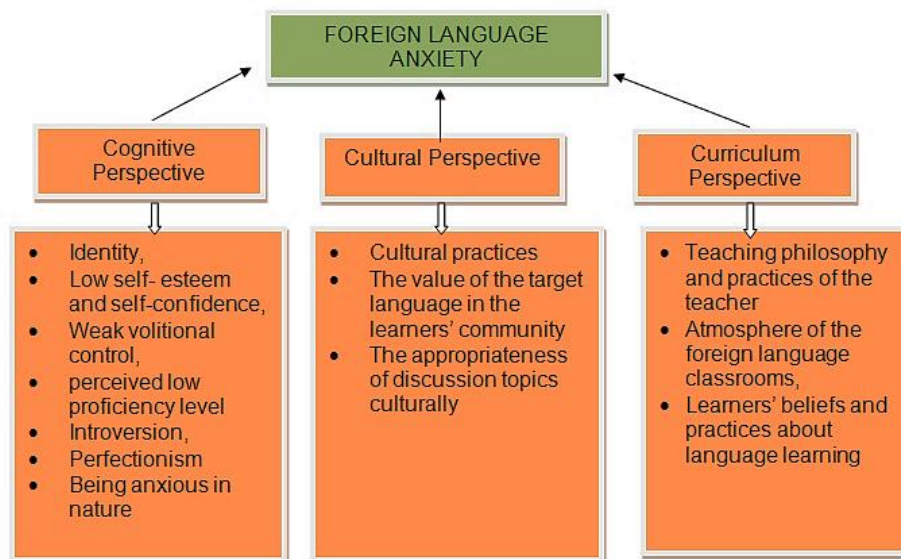 FOREIGN LANGUAGE
ANXIETY
Cognitive
Perspective
Cultural Perspective
Curriculum
Perspective
• Identity,
• Low self- esteem
and self-confidence,
• Weak volitional
control,
• perceived low
proficiency level
• Introversion,
• Perfectionism
• Being anxious in
nature
• Cultural practices
• The value of the target
language in the
learners’ community
• The appropriateness
of discussion topics
culturally
• Teaching philosophy
and practices of the
teacher
• Atmosphere of the
foreign language
classrooms,
• Learners’ beliefs and
practices about
language learning